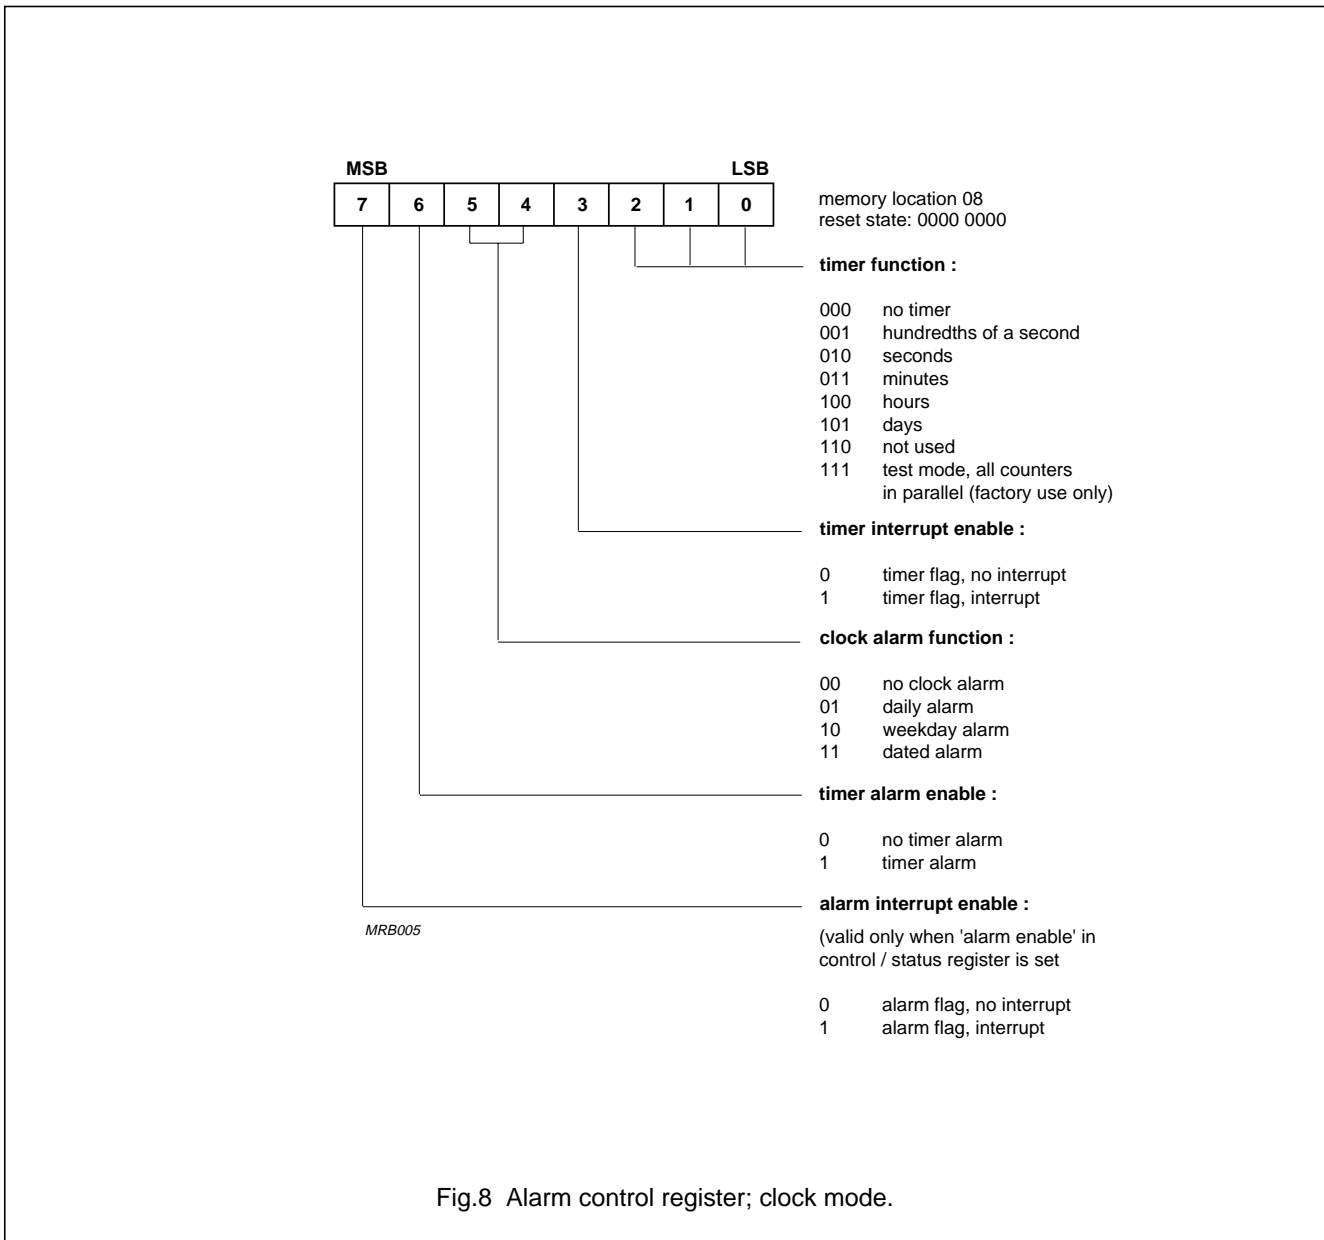 MSB LSB
7 6 5 4 3 2 1 0
memory location 08
reset state: 0000 0000
timer function :
000 no timer
001 hundredths of a second
010 seconds
011 minutes
100 hours
101 days
110 not used
111 test mode, all counters
in parallel (factory use only)
timer interrupt enable :
0 timer flag, no interrupt
1 timer flag, interrupt
clock alarm function :
00 no clock alarm
01 daily alarm
10 weekday alarm
11 dated alarm
timer alarm enable :
0 no timer alarm
1 timer alarm
alarm interrupt enable :
(valid only when 'alarm enable' in
control / status register is set
0 alarm flag, no interrupt
1 alarm flag, interrupt
MRB005
Fig.8 Alarm control register; clock mode.